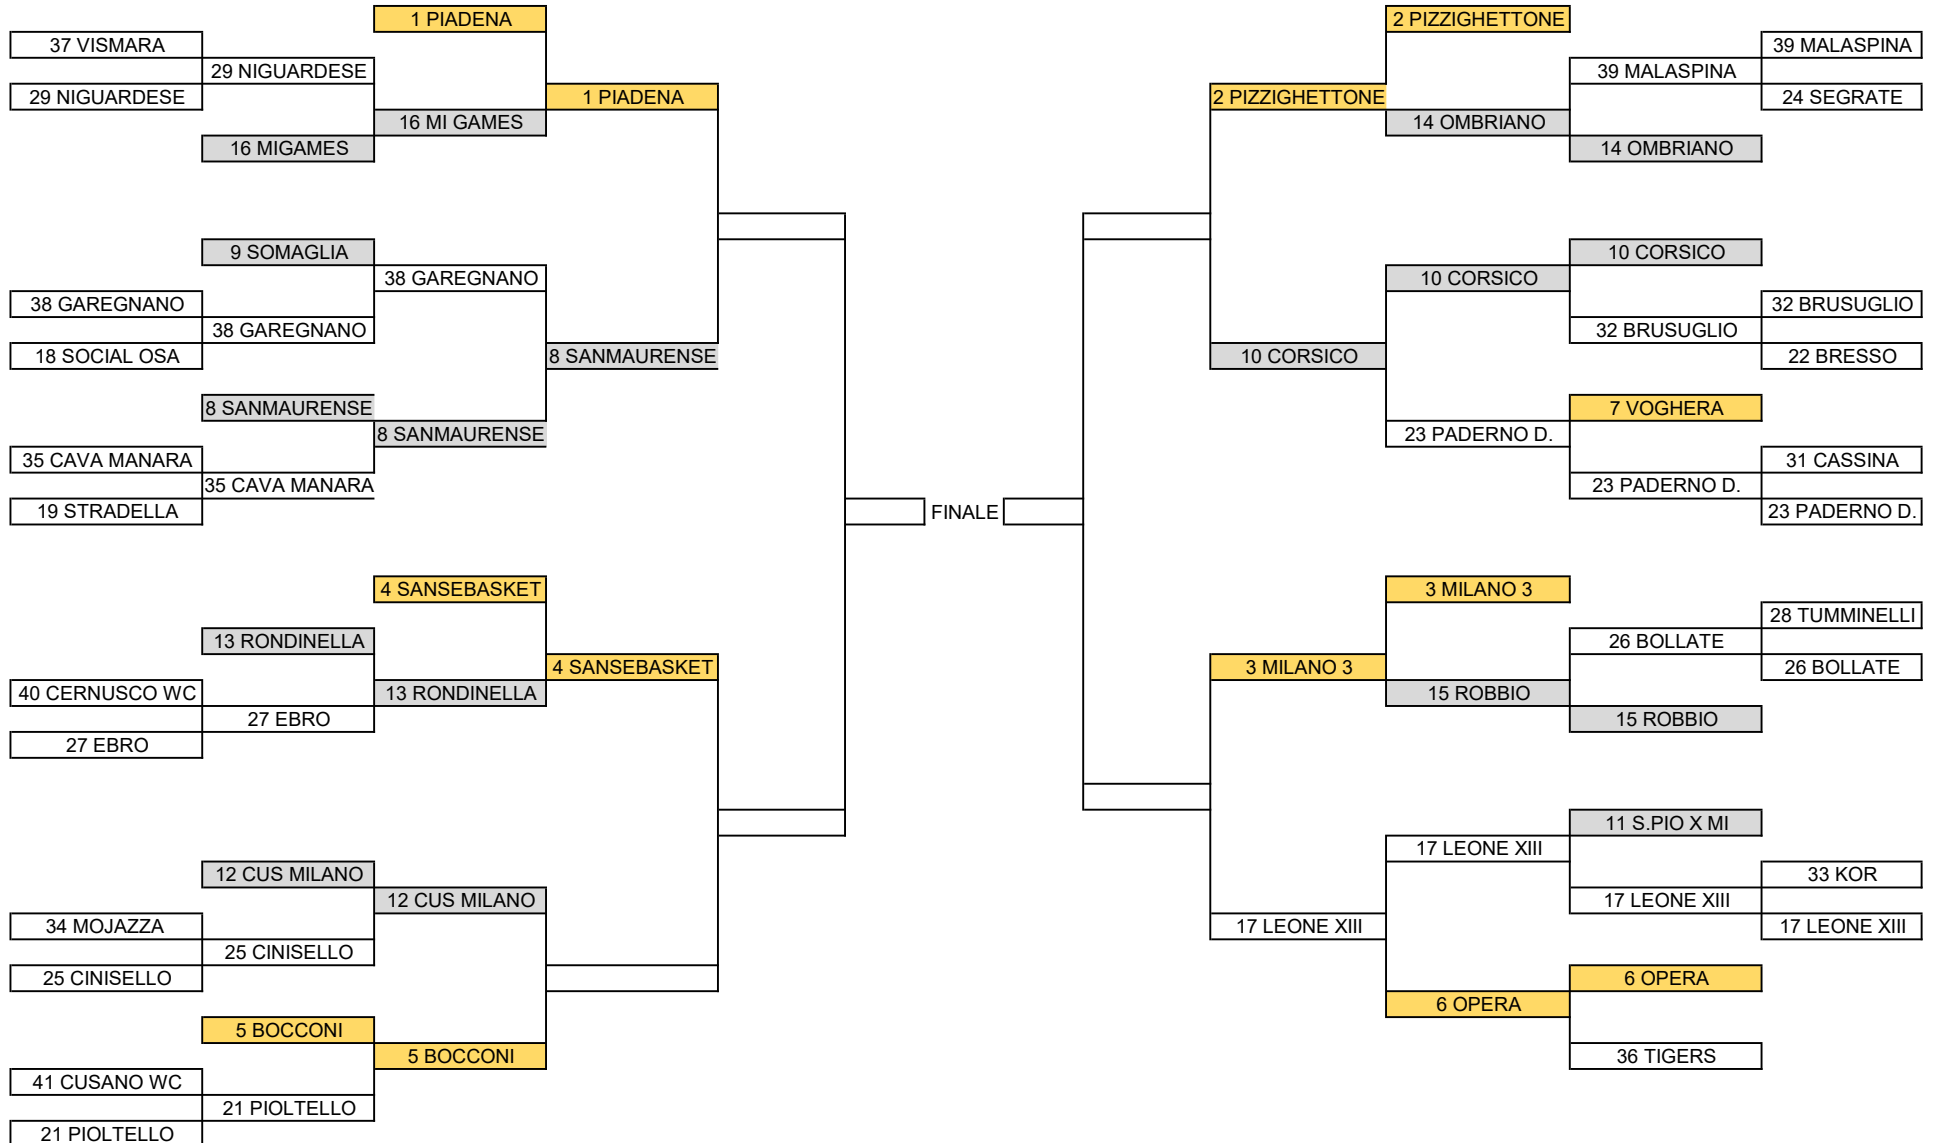 1 PIADENA
2 PIZZIGHETTONE
37 VISMARA
39 MALASPINA
29 NIGUARDESE
39 MALASPINA
29 NIGUARDESE
1 PIADENA
2 PIZZIGHETTONE
24 SEGRATE
16 MI GAMES
14 OMBRIANO
16 MIGAMES
14 OMBRIANO
9 SOMAGLIA
10 CORSICO
38 GAREGNANO
10 CORSICO
38 GAREGNANO
32 BRUSUGLIO
38 GAREGNANO
32 BRUSUGLIO
18 SOCIAL OSA
8 SANMAURENSE
10 CORSICO
22 BRESSO
8 SANMAURENSE
7 VOGHERA
8 SANMAURENSE
23 PADERNO D.
35 CAVA MANARA
31 CASSINA
35 CAVA MANARA
23 PADERNO D.
19 STRADELLA
FINALE
23 PADERNO D.
4 SANSEBASKET
3 MILANO 3
28 TUMMINELLI
13 RONDINELLA
26 BOLLATE
4 SANSEBASKET
3 MILANO 3
26 BOLLATE
40 CERNUSCO WC
13 RONDINELLA
15 ROBBIO
27 EBRO
15 ROBBIO
27 EBRO
11 S.PIO X MI
17 LEONE XIII
12 CUS MILANO
33 KOR
12 CUS MILANO
17 LEONE XIII
34 MOJAZZA
17 LEONE XIII
17 LEONE XIII
25 CINISELLO
25 CINISELLO
6 OPERA
6 OPERA
5 BOCCONI
5 BOCCONI
36 TIGERS
41 CUSANO WC
21 PIOLTELLO
21 PIOLTELLO